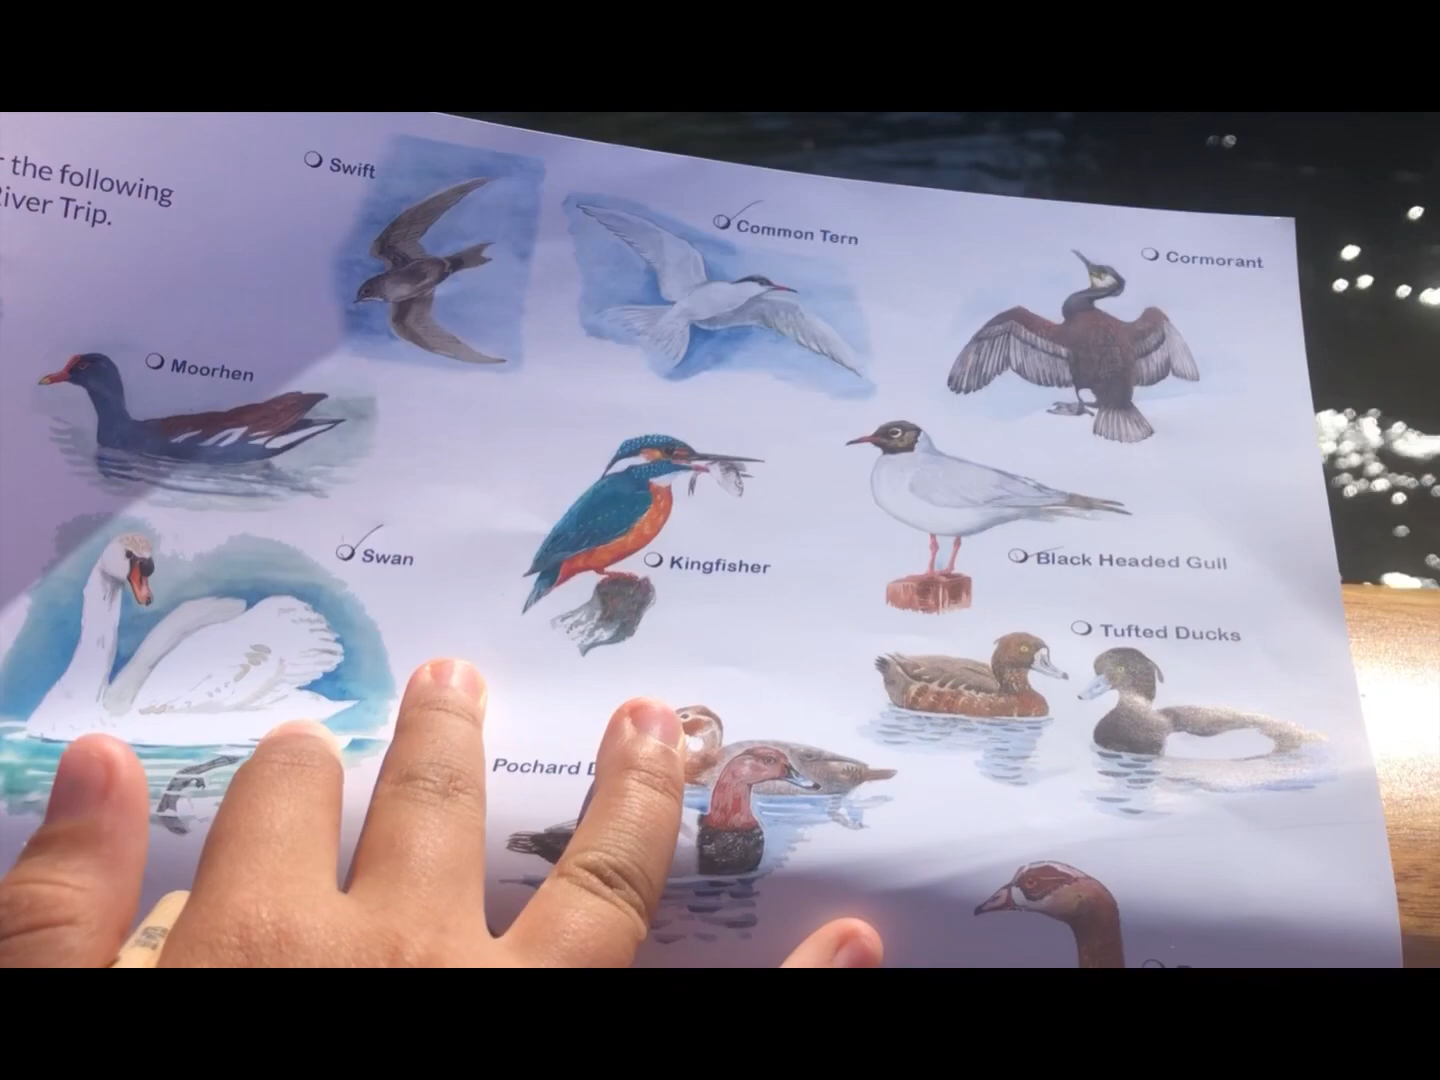 the following
River Trip.
Swift
Common Tern
Cormorant
Moorhen
Swan
Kingfisher
Black Headed Gull
Tufted Ducks
Pochard